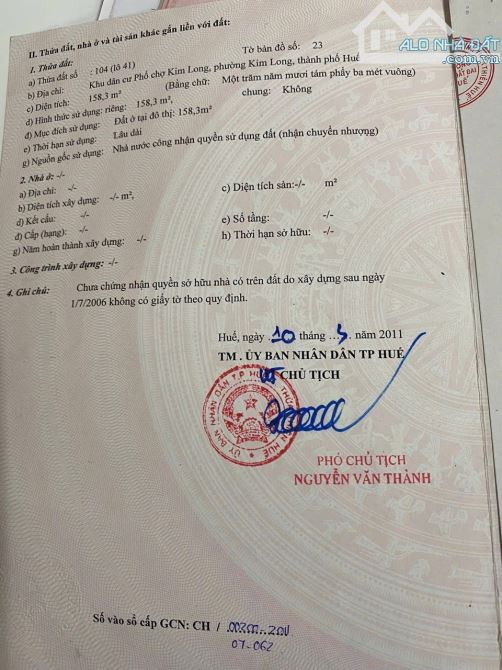 ALO NHÀ ĐẤT
II. Thửa đất, nhà ở và tài sản khác gắn liền với đất:
1. Thửa đất:
a) Thửa đất số: 104 (lô 41) Tờ bản đồ số: 23
b) Địa chỉ: Khu dân cư Phố chợ Kim Long, phường Kim Long, thành phố Huế
c) Diện tích: 158,3 m² (Bằng chữ: Một trăm năm mươi tám phẩy ba mét vuông)
d) Hình thức sử dụng: riêng: 158,3 m², chung: Không
đ) Mục đích sử dụng: Đất ở tại đô thị: 158,3m²
e) Thời hạn sử dụng: Lâu dài
g) Nguồn gốc sử dụng: Nhà nước công nhận quyền sử dụng đất (nhận chuyển nhượng)
2. Nhà ở: -/-
a) Địa chỉ: -/-
b) Diện tích xây dựng: -/- m², c) Diện tích sàn:-/- m²
d) Kết cấu: -/-
đ) Cấp (hạng): -/- e) Số tầng: -/-
g) Năm hoàn thành xây dựng: -/- h) Thời hạn sở hữu: -/-
3. Công trình xây dựng: -/-
4. Ghi chú: Chưa chứng nhận quyền sở hữu nhà có trên đất do xây dựng sau ngày
1/7/2006 không có giấy tờ theo quy định.
Huế, ngày 10 tháng 5 năm 2011
TM . ỦY BAN NHÂN DÂN TP HUẾ
CHỦ TỊCH
ỦY BAN NHÂN DÂN T.P HUẾ
PHÓ CHỦ TỊCH
NGUYỄN VĂN THÀNH
Số vào sổ cấp GCN: CH /
07-062